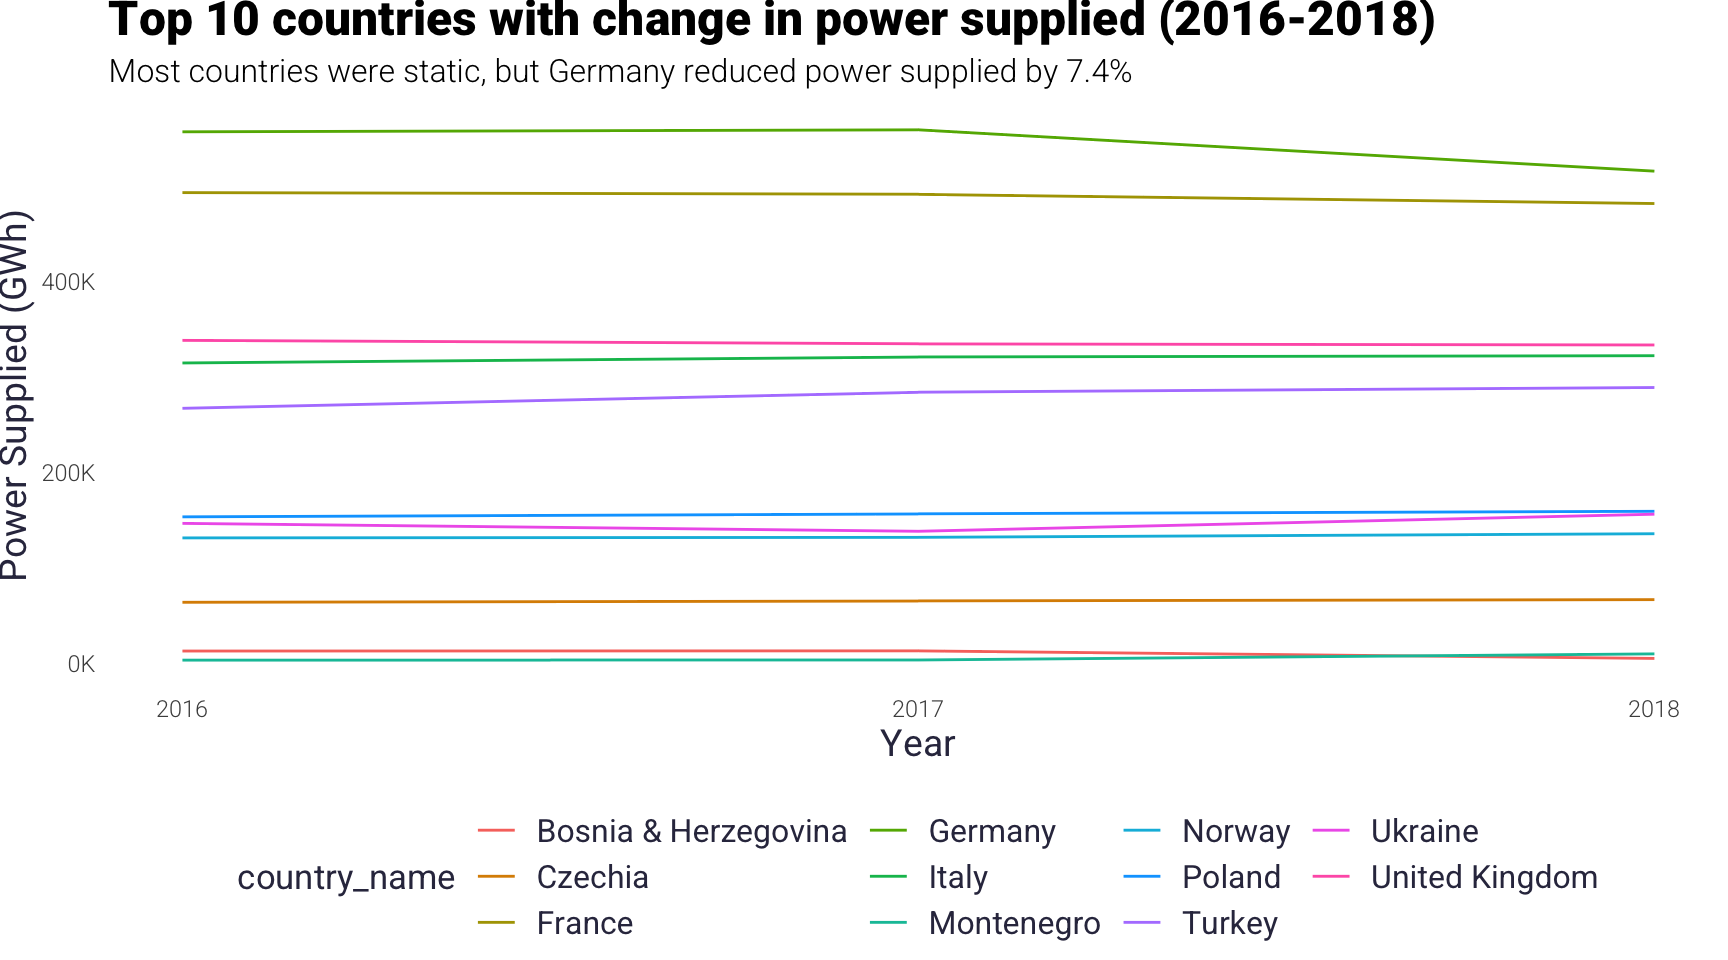 Top 10 countries with change in power supplied (2016-2018)
Most countries were static, but Germany reduced power supplied by 7.4%
Power Supplied (GWh)
400K
200K
0K
2016 2017 2018
Year
country_name
Bosnia & Herzegovina Germany Norway Ukraine
Czechia Italy Poland United Kingdom
France Montenegro Turkey